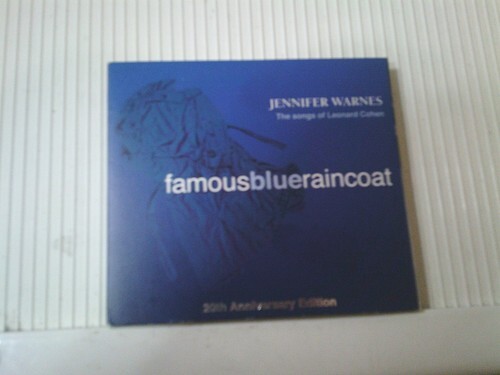 JENNIFER WARNES
The songs of Leonard Cohen
famousblueraincoat
20th Anniversary Edition